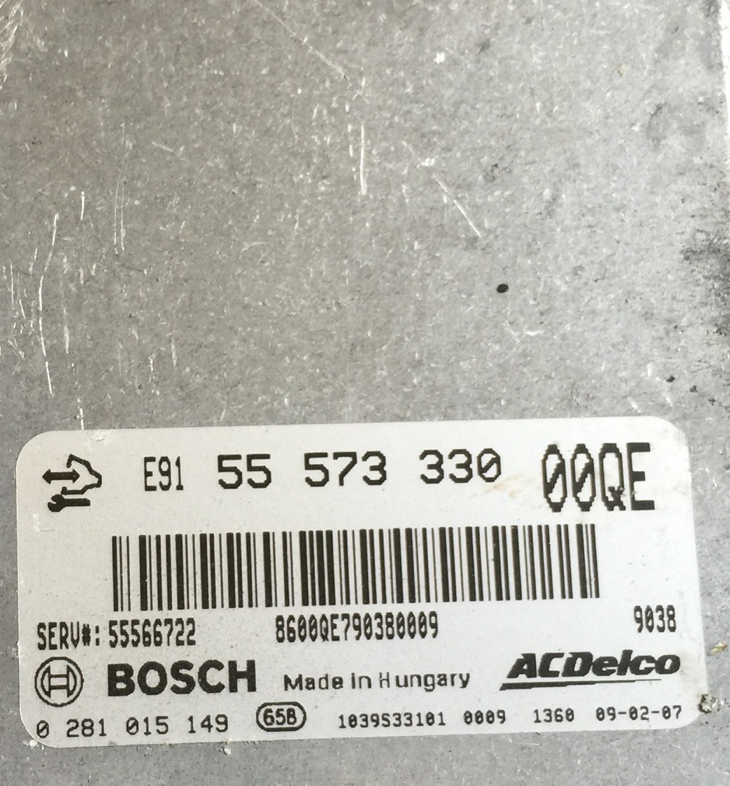 E91 55 573 330 00QE
SERV#: 55566722 8600QE790380009 9038
BOSCH Made in Hungary ACDelco
0 281 015 149 65B 1039S33101 0009 1360 09-02-07